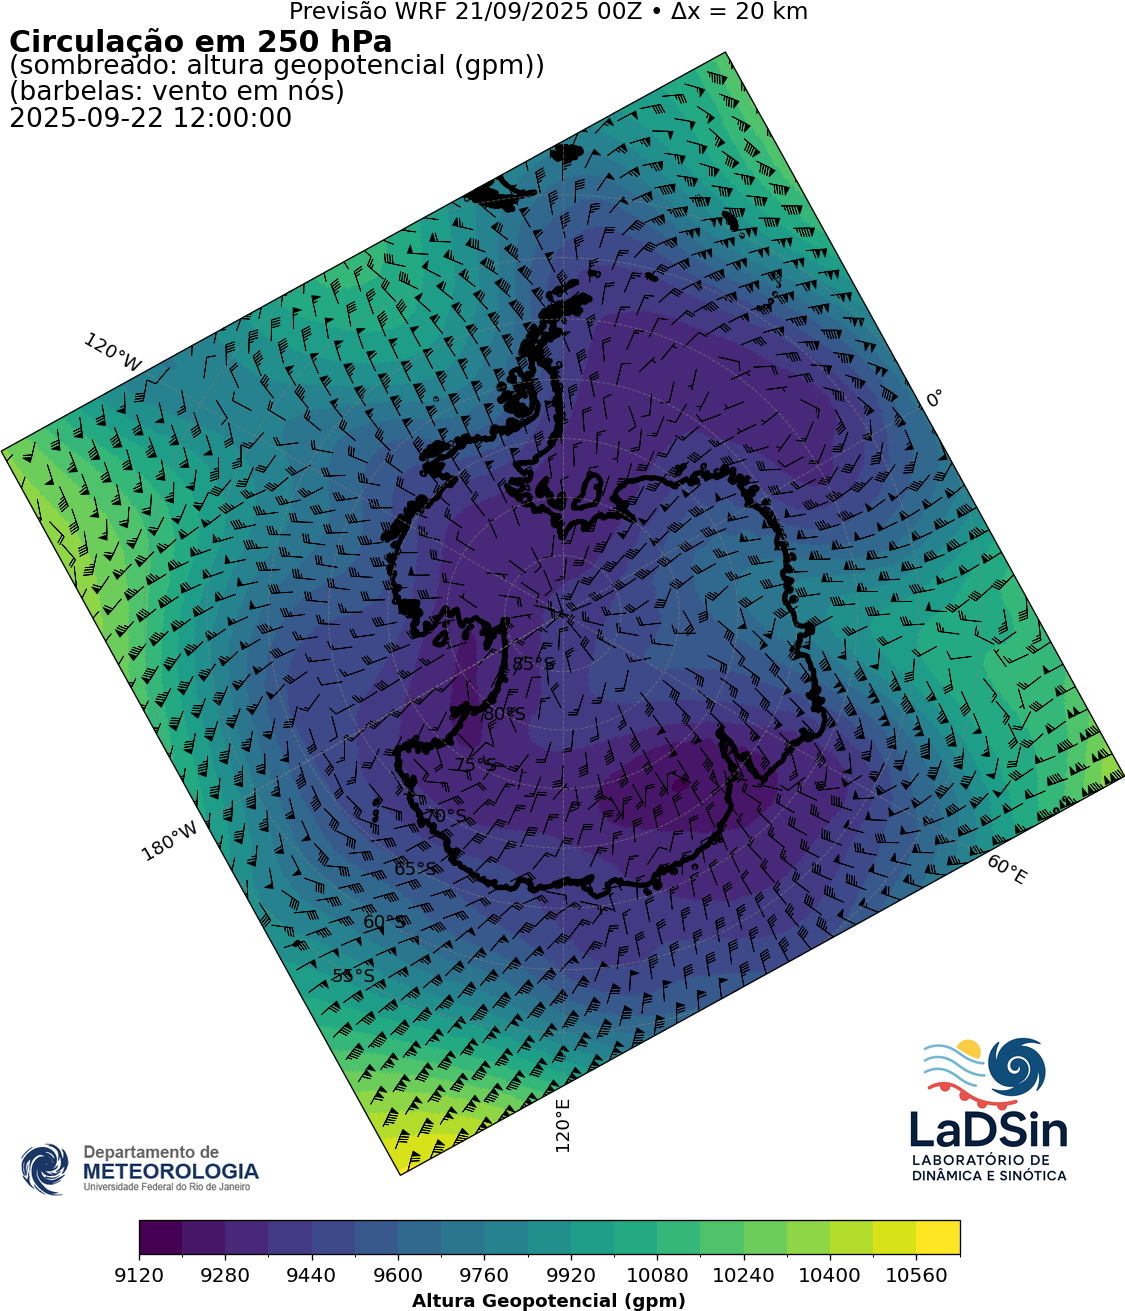 Previsão WRF 21/09/2025 00Z • Δx = 20 km
Circulação em 250 hPa
(sombreado: altura geopotencial (gpm))
(barbelas: vento em nós)
2025-09-22 12:00:00
120°W
0°
85°S
80°S
75°S
70°S
65°S
180°W
60°E
60°S
55°S
120°E
LaDSin
LABORATÓRIO DE
DINÂMICA E SINÓTICA
Departamento de
METEOROLOGIA
Universidade Federal do Rio de Janeiro
9120 9280 9440 9600 9760 9920 10080 10240 10400 10560
Altura Geopotencial (gpm)